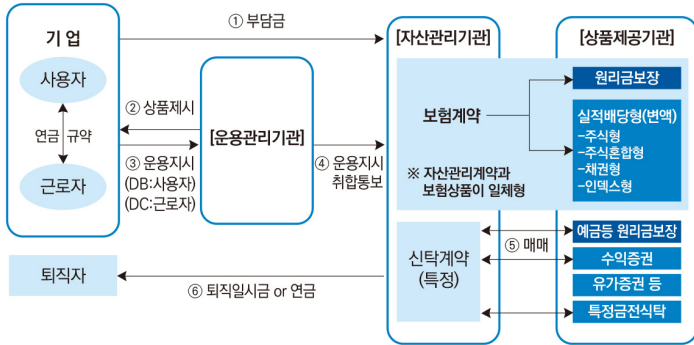 ① 부담금
기 업
[자산관리기관]
[상품제공기관]
사용자
연금
규약
근로자
② 상품제시
③ 운용지시
(DB:사용자)
(DC:근로자)
[운용관리기관]
④ 운용지시
취합통보
보험계약
원리금보장
실적배당형(변액)
-주식형
-주식혼합형
-채권형
-인덱스형
※ 자산관리계약과
보험상품이 일체형
신탁계약
(특정)
⑤ 매매
예금등 원리금보장
수익증권
유가증권 등
특정금전신탁
퇴직자
⑥ 퇴직일시금 or 연금